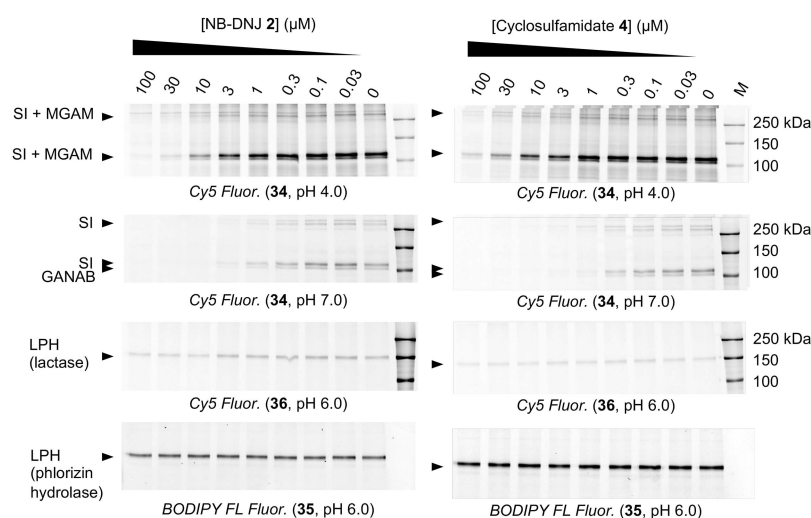 [NB-DNJ 2] (µM)
[Cyclosulfamidate 4] (µM)
100 30 10 3 1 0.3 0.1 0.03 0
100 30 10 3 1 0.3 0.1 0.03 0 M
SI + MGAM
250 kDa
150
SI + MGAM
100
Cy5 Fluor. (34, pH 4.0)
Cy5 Fluor. (34, pH 4.0)
SI
250 kDa
150
SI
GANAB
100
Cy5 Fluor. (34, pH 7.0)
Cy5 Fluor. (34, pH 7.0)
LPH
(lactase)
250 kDa
150
100
Cy5 Fluor. (36, pH 6.0)
Cy5 Fluor. (36, pH 6.0)
LPH
(phlorizin
hydrolase)
BODIPY FL Fluor. (35, pH 6.0)
BODIPY FL Fluor. (35, pH 6.0)